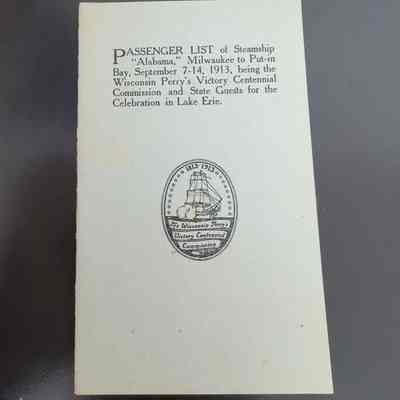 PASSENGER LIST of Steamship
"Alabama," Milwaukee to Put-in
Bay, September 7-14, 1913, being the
Wisconsin Perry's Victory Centennial
Commission and State Guests for the
Celebration in Lake Erie.
1813-1913
The Wisconsin Perry's
Victory Centennial
Commission